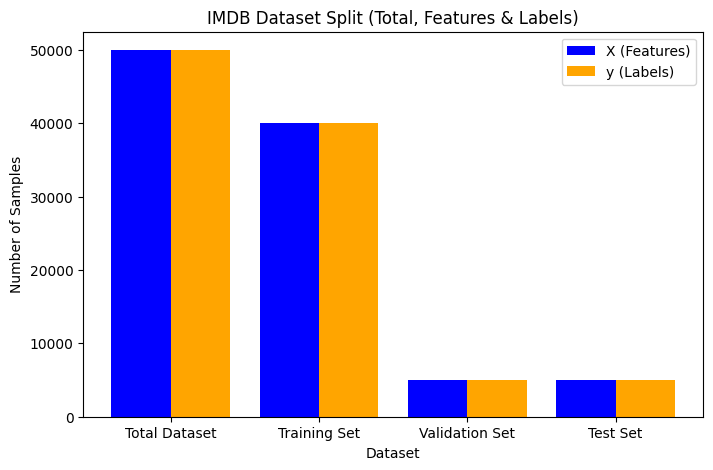 IMDB Dataset Split (Total, Features & Labels)
X (Features)
y (Labels)
Number of Samples
50000
40000
30000
20000
10000
0
Total Dataset
Training Set
Validation Set
Test Set
Dataset